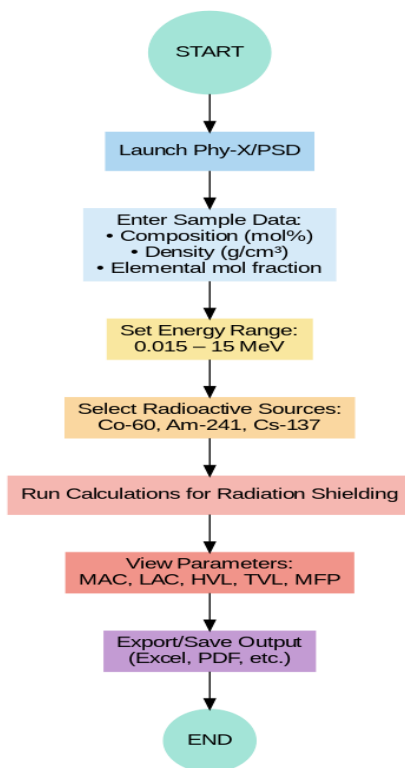 START
Launch Phy-X/PSD
Enter Sample Data:
• Composition (mol%)
• Density (g/cm³)
• Elemental mol fraction
Set Energy Range:
0.015 – 15 MeV
Select Radioactive Sources:
Co-60, Am-241, Cs-137
Run Calculations for Radiation Shielding
View Parameters:
MAC, LAC, HVL, TVL, MFP
Export/Save Output
(Excel, PDF, etc.)
END